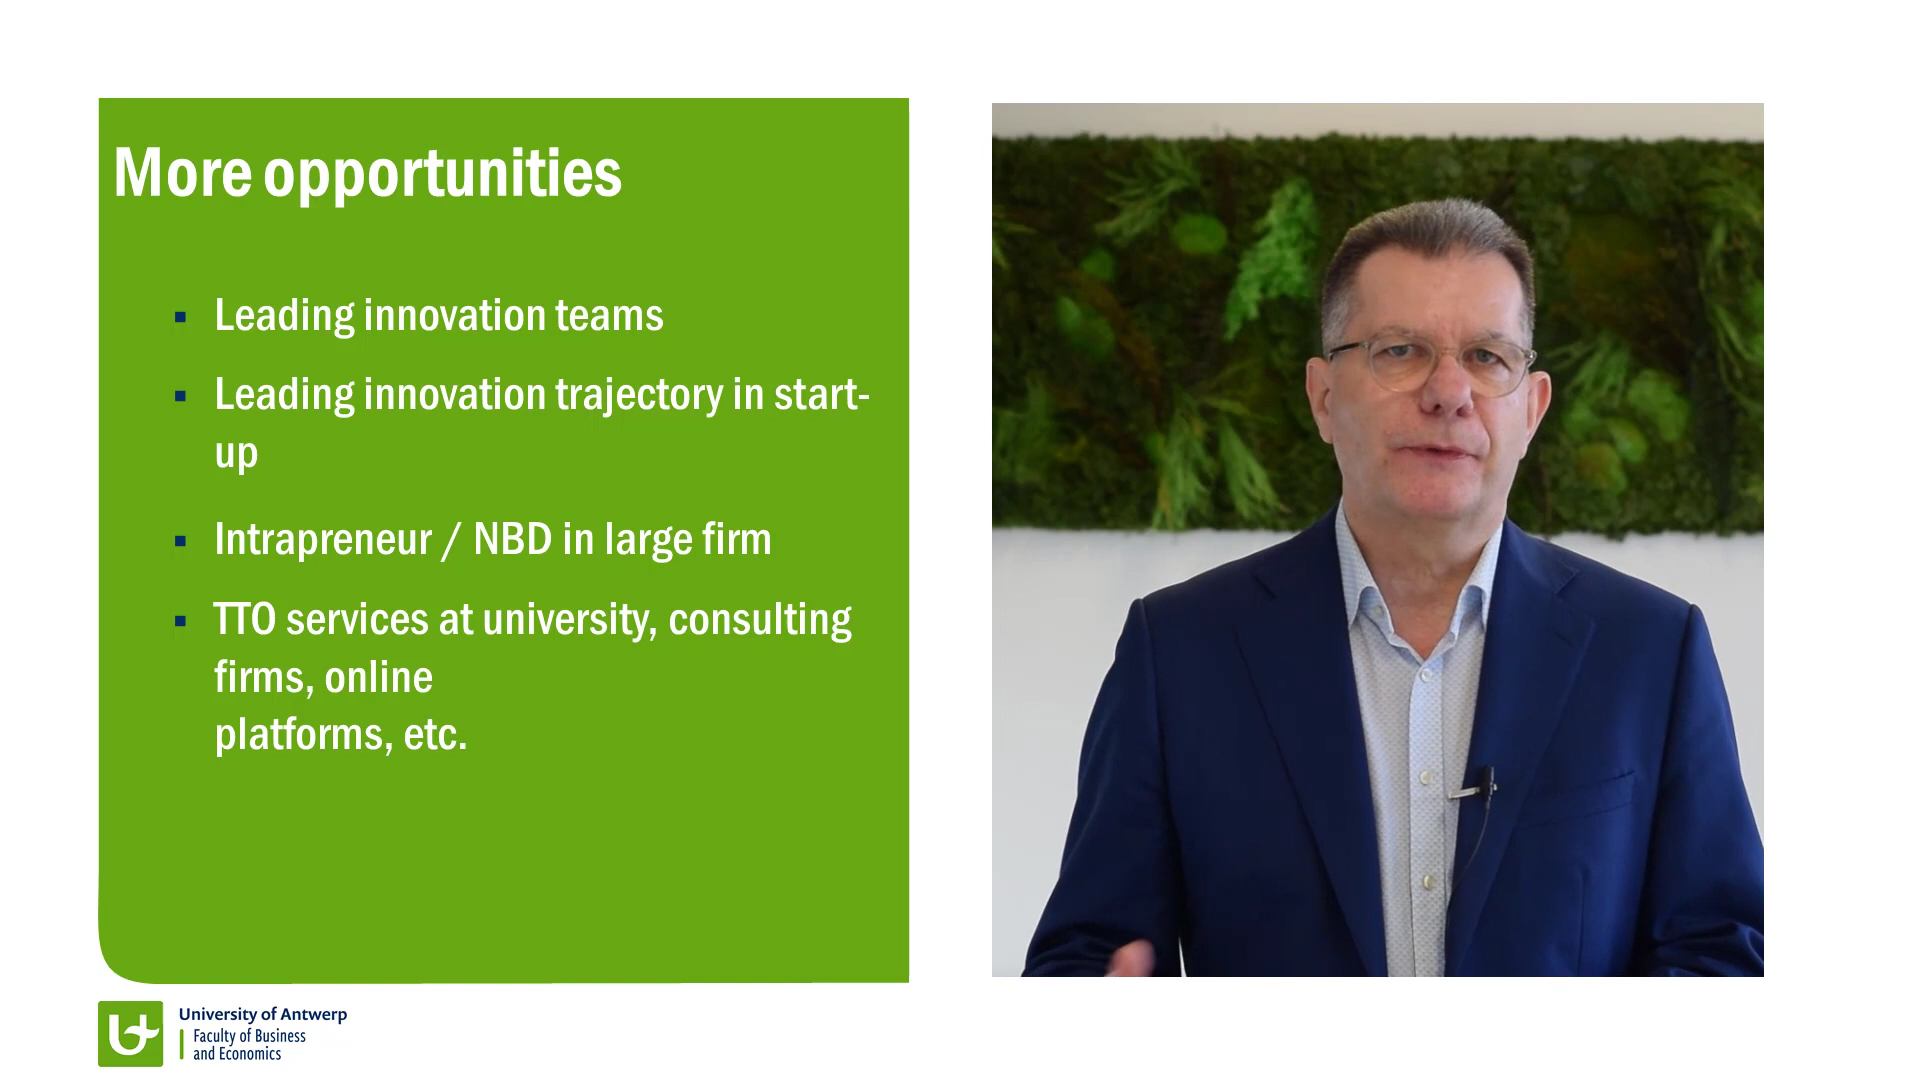 More opportunities
Leading innovation teams
Leading innovation trajectory in start-
up
Intrapreneur / NBD in large firm
TTO services at university, consulting
firms, online
platforms, etc.
University of Antwerp
Faculty of Business
and Economics